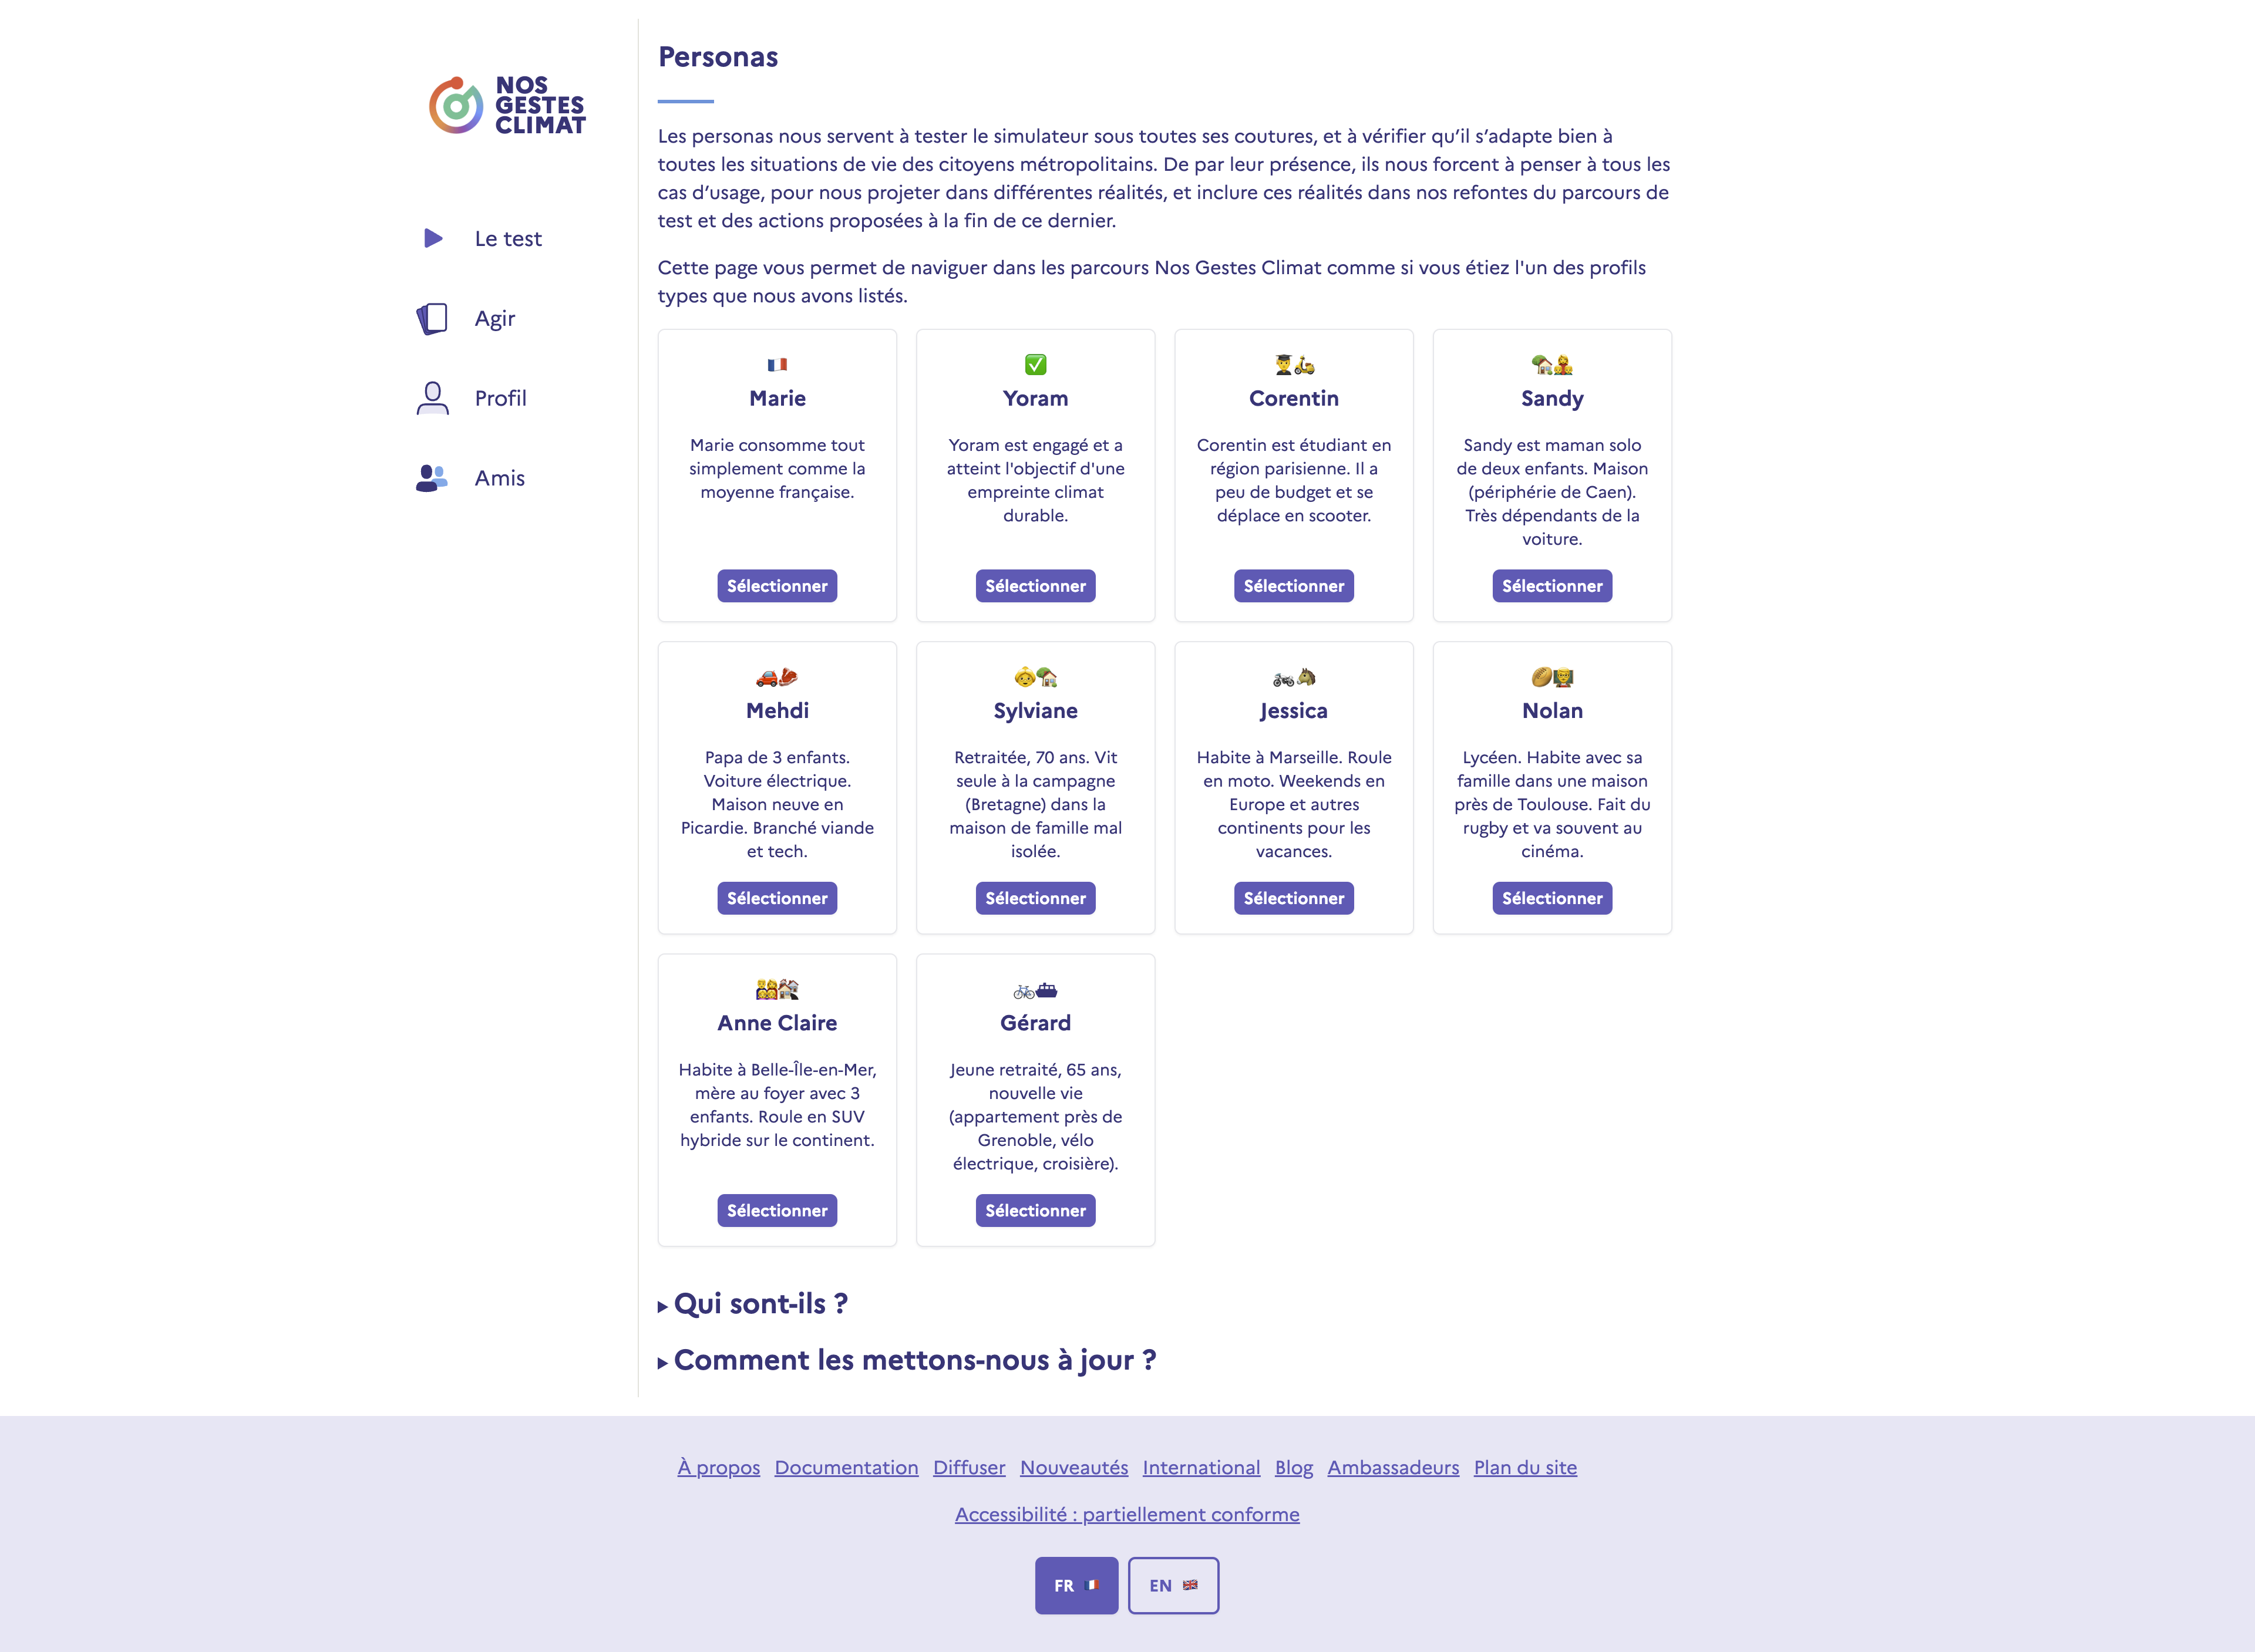 NOS
GESTES
CLIMAT
Le test
Agir
Profil
Amis
Personas
Les personas nous servent à tester le simulateur sous toutes ses coutures, et à vérifier qu’il s’adapte bien à
toutes les situations de vie des citoyens métropolitains. De par leur présence, ils nous forcent à penser à tous les
cas d’usage, pour nous projeter dans différentes réalités, et inclure ces réalités dans nos refontes du parcours de
test et des actions proposées à la fin de ce dernier.
Cette page vous permet de naviguer dans les parcours Nos Gestes Climat comme si vous étiez l'un des profils
types que nous avons listés.
Marie
Marie consomme tout
simplement comme la
moyenne française.
Sélectionner
Yoram
Yoram est engagé et a
atteint l'objectif d'une
empreinte climat
durable.
Sélectionner
Corentin
Corentin est étudiant en
région parisienne. Il a
peu de budget et se
déplace en scooter.
Sélectionner
Sandy
Sandy est maman solo
de deux enfants. Maison
(périphérie de Caen).
Très dépendants de la
voiture.
Sélectionner
Mehdi
Papa de 3 enfants.
Voiture électrique.
Maison neuve en
Picardie. Branché viande
et tech.
Sélectionner
Sylviane
Retraitée, 70 ans. Vit
seule à la campagne
(Bretagne) dans la
maison de famille mal
isolée.
Sélectionner
Jessica
Habite à Marseille. Roule
en moto. Weekends en
Europe et autres
continents pour les
vacances.
Sélectionner
Nolan
Lycéen. Habite avec sa
famille dans une maison
près de Toulouse. Fait du
rugby et va souvent au
cinéma.
Sélectionner
Anne Claire
Habite à Belle-Île-en-Mer,
mère au foyer avec 3
enfants. Roule en SUV
hybride sur le continent.
Sélectionner
Gérard
Jeune retraité, 65 ans,
nouvelle vie
(appartement près de
Grenoble, vélo
électrique, croisière).
Sélectionner
Qui sont-ils ?
Comment les mettons-nous à jour ?
À propos Documentation Diffuser Nouveautés International Blog Ambassadeurs Plan du site
Accessibilité : partiellement conforme
FR EN